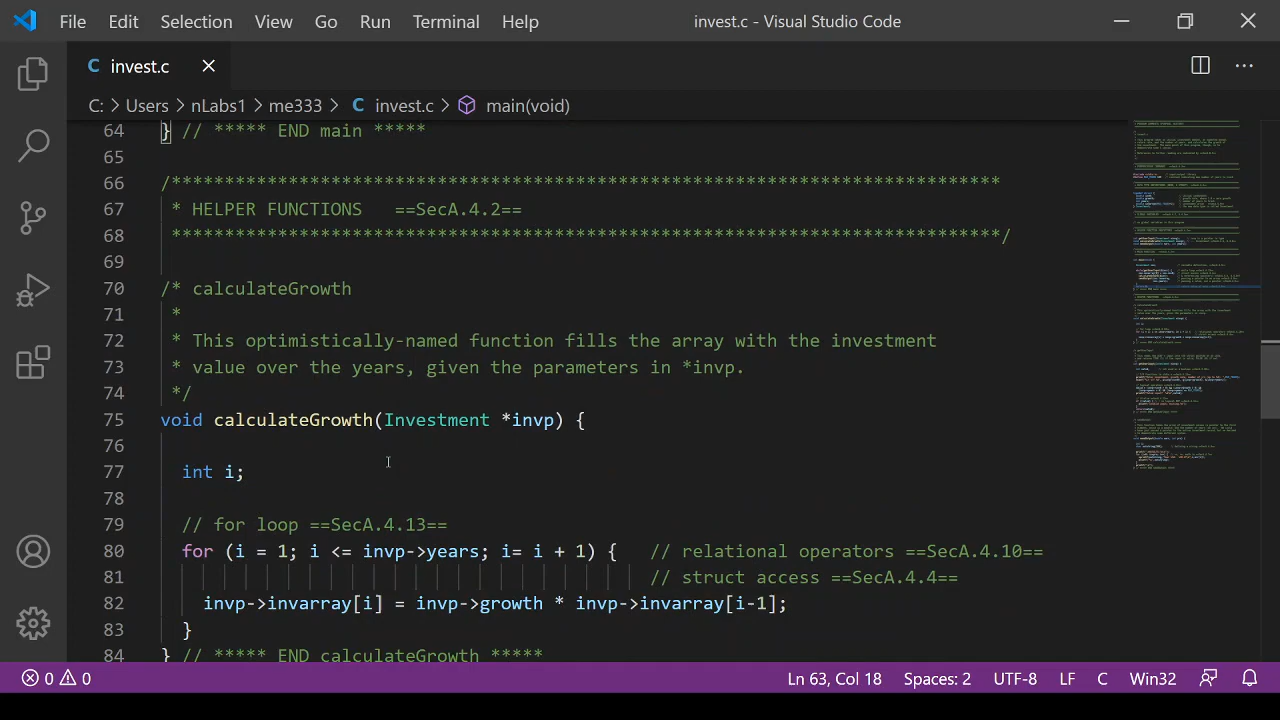 File Edit Selection View Go Run Terminal Help invest.c - Visual Studio Code
C invest.c
C: > Users > nLabs1 > me333 > C invest.c > main(void)
64 } // ***** END main *****
65
66 /******************************************************************************
67 * HELPER FUNCTIONS ==SecA.4.2==
68 ******************************************************************************/
69
70 /* calculateGrowth
71 *
72 * This optimistically-named function fills the array with the investment
73 * value over the years, given the parameters in *invp.
74 */
75 void calculateGrowth(Investment *invp) {
76
77 int i;
78
79 // for loop ==SecA.4.13==
80 for (i = 1; i <= invp->years; i= i + 1) { // relational operators ==SecA.4.10==
81 // struct access ==SecA.4.4==
82 invp->invarray[i] = invp->growth * invp->invarray[i-1];
83 }
84 } // ***** END calculateGrowth *****
0 0 Ln 63, Col 18 Spaces: 2 UTF-8 LF C Win32